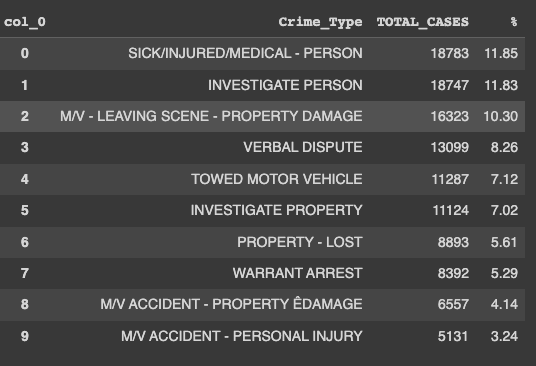 col_0 Crime_Type TOTAL_CASES %
0 SICK/INJURED/MEDICAL - PERSON 18783 11.85
1 INVESTIGATE PERSON 18747 11.83
2 M/V - LEAVING SCENE - PROPERTY DAMAGE 16323 10.30
3 VERBAL DISPUTE 13099 8.26
4 TOWED MOTOR VEHICLE 11287 7.12
5 INVESTIGATE PROPERTY 11124 7.02
6 PROPERTY - LOST 8893 5.61
7 WARRANT ARREST 8392 5.29
8 M/V ACCIDENT - PROPERTY ÊDAMAGE 6557 4.14
9 M/V ACCIDENT - PERSONAL INJURY 5131 3.24